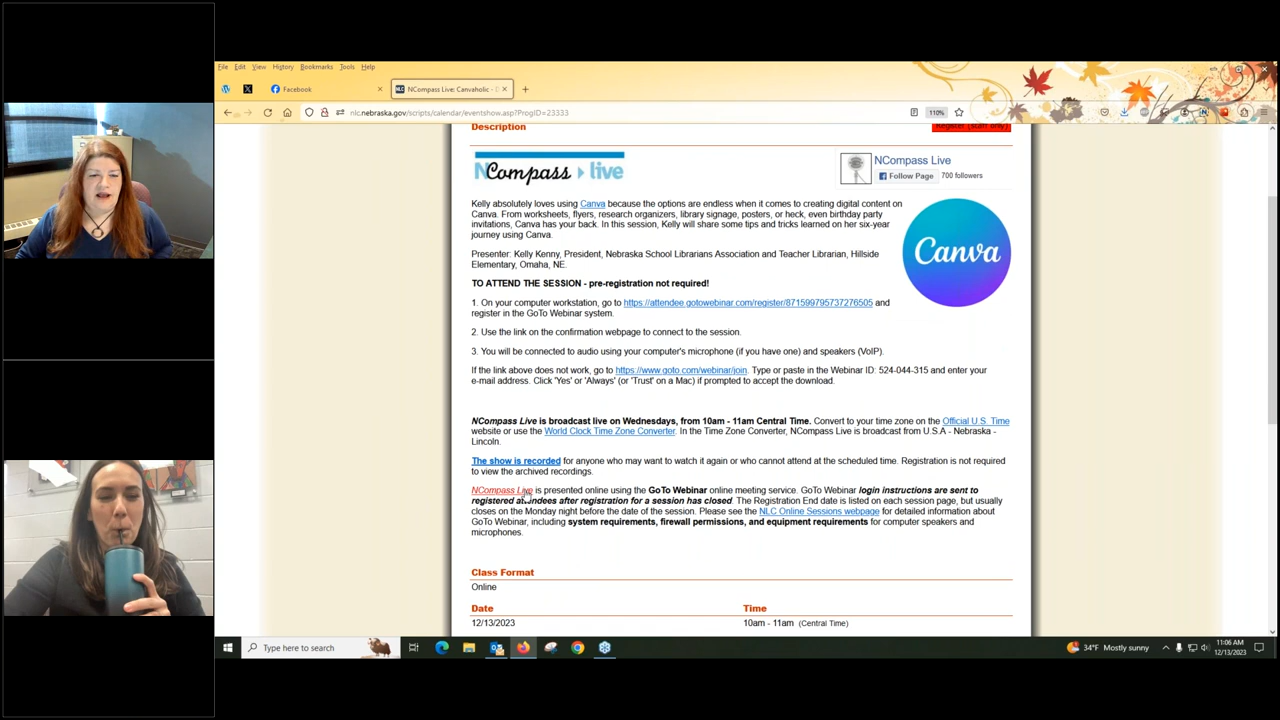 File Edit View History Bookmarks Tools Help
Facebook
NCompass Live: Canvaholic - D
nlc.nebraska.gov/scripts/calendar/eventshow.asp?ProgID=23333
110%
Description
Register (staff only)
NCompass live
NCompass Live
Follow Page 700 followers
Kelly absolutely loves using Canva because the options are endless when it comes to creating digital content on
Canva. From worksheets, flyers, research organizers, library signage, posters, or heck, even birthday party
invitations, Canva has your back. In this session, Kelly will share some tips and tricks learned on her six-year
journey using Canva.
Canva
Presenter: Kelly Kenny, President, Nebraska School Librarians Association and Teacher Librarian, Hillside
Elementary, Omaha, NE.
TO ATTEND THE SESSION - pre-registration not required!
1. On your computer workstation, go to https://attendee.gotowebinar.com/register/871599795737276505 and
register in the GoTo Webinar system.
2. Use the link on the confirmation webpage to connect to the session.
3. You will be connected to audio using your computer's microphone (if you have one) and speakers (VoIP).
If the link above does not work, go to https://www.goto.com/webinar/join. Type or paste in the Webinar ID: 524-044-315 and enter your
e-mail address. Click 'Yes' or 'Always' (or 'Trust' on a Mac) if prompted to accept the download.
NCompass Live is broadcast live on Wednesdays, from 10am - 11am Central Time. Convert to your time zone on the Official U.S. Time
website or use the World Clock Time Zone Converter. In the Time Zone Converter, NCompass Live is broadcast from U.S.A - Nebraska -
Lincoln.
The show is recorded for anyone who may want to watch it again or who cannot attend at the scheduled time. Registration is not required
to view the archived recordings.
NCompass Live is presented online using the GoTo Webinar online meeting service. GoTo Webinar login instructions are sent to
registered attendees after registration for a session has closed. The Registration End date is listed on each session page, but usually
closes on the Monday night before the date of the session. Please see the NLC Online Sessions webpage for detailed information about
GoTo Webinar, including system requirements, firewall permissions, and equipment requirements for computer speakers and
microphones.
Class Format
Online
Date Time
12/13/2023 10am - 11am (Central Time)
Type here to search
34°F Mostly sunny
11:06 AM
12/13/2023